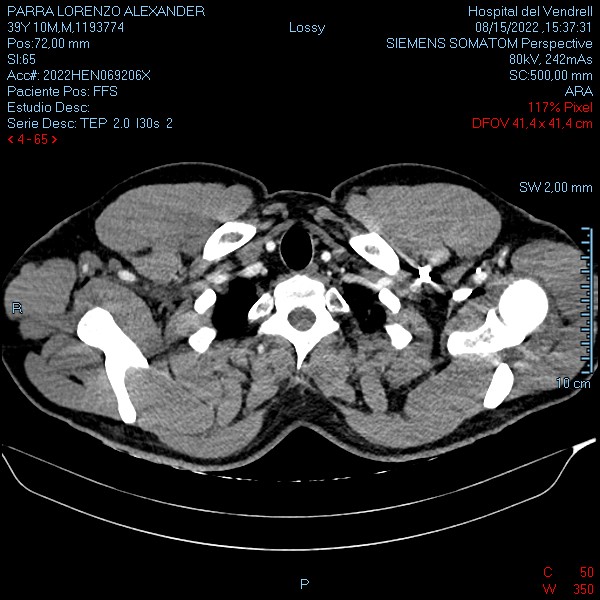 PARRA LORENZO ALEXANDER
39Y 10M,M,1193774
Pos:72,00 mm
SI:65
Acc#: 2022HEN069206X
Paciente Pos: FFS
Estudio Desc:
Serie Desc: TEP 2.0 I30s 2
< 4 - 65 >
Lossy
Hospital del Vendrell
08/15/2022 ,15:37:31
SIEMENS SOMATOM Perspective
80kV, 242mAs
SC:500,00 mm
ARA
117% Pixel
DFOV 41,4 x 41,4 cm
SW 2,00 mm
R
10 cm
P
C 50
W 350